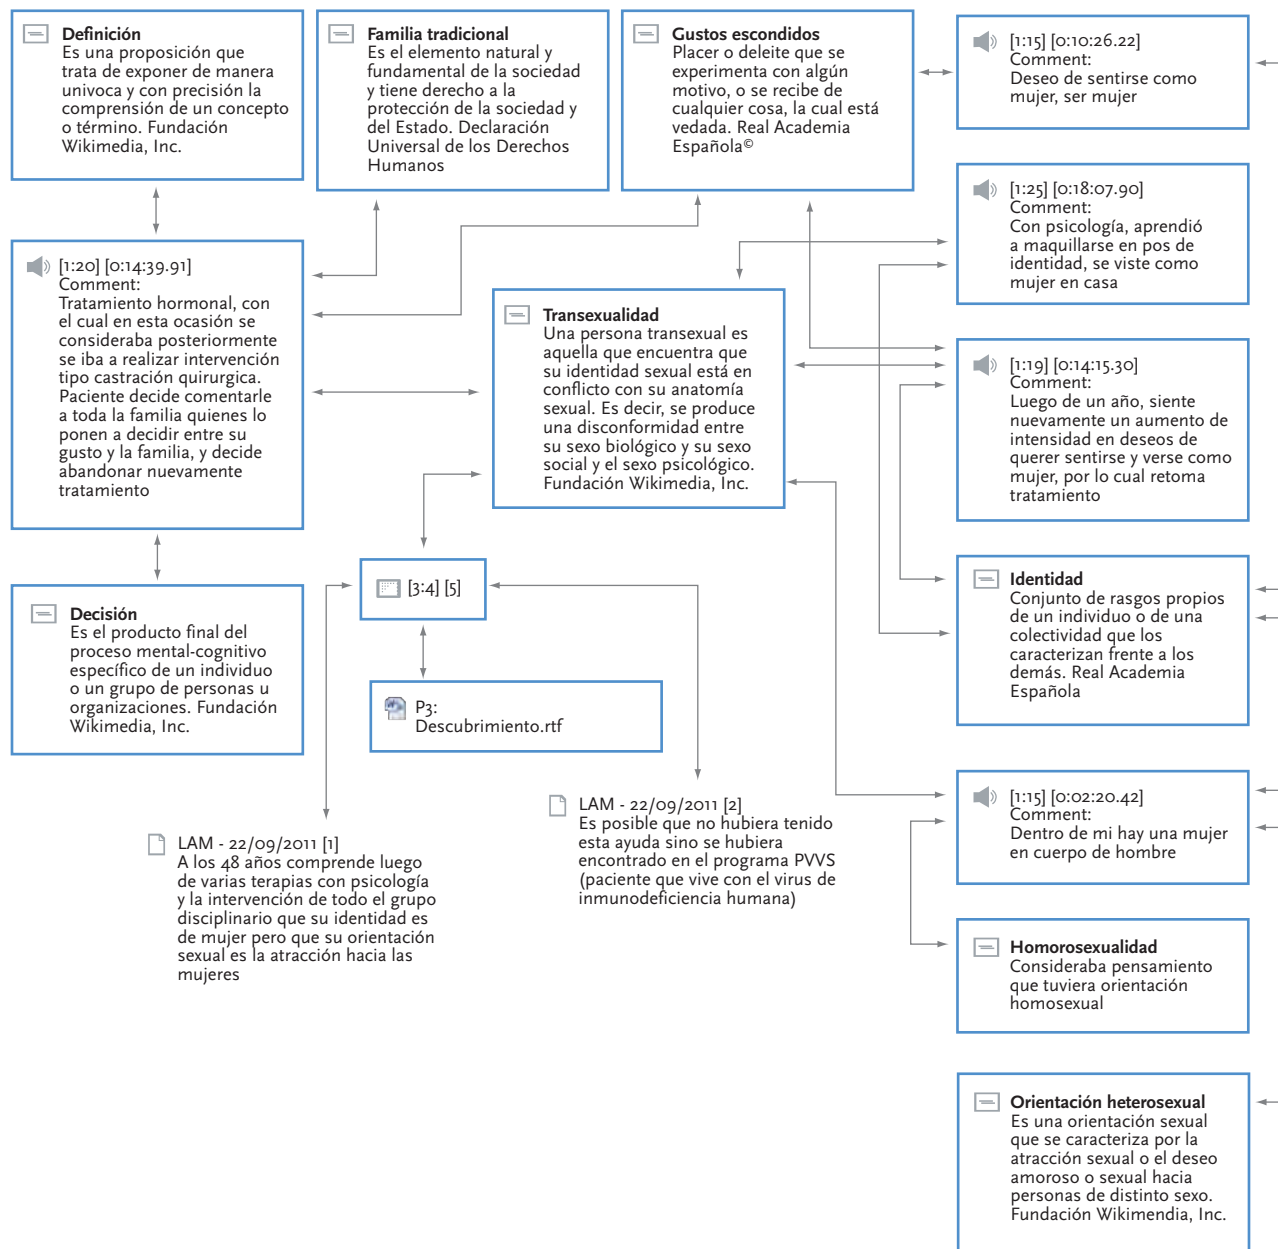 Definición
Es una proposición que
trata de exponer de manera
univoca y con precisión la
comprensión de un concepto
o término. Fundación
Wikimedia, Inc.
Familia tradicional
Es el elemento natural y
fundamental de la sociedad
y tiene derecho a la
protección de la sociedad y
del Estado. Declaración
Universal de los Derechos
Humanos
Gustos escondidos
Placer o deleite que se
experimenta con algún
motivo, o se recibe de
cualquier cosa, la cual está
vedada. Real Academia
Española©
[1:15] [0:10:26.22]
Comment:
Deseo de sentirse como
mujer, ser mujer
[1:25] [0:18:07.90]
Comment:
Con psicología, aprendió
a maquillarse en pos de
identidad, se viste como
mujer en casa
[1:20] [0:14:39.91]
Comment:
Tratamiento hormonal, con
el cual en esta ocasión se
consideraba posteriormente
se iba a realizar intervención
tipo castración quirurgica.
Paciente decide comentarle
a toda la familia quienes lo
ponen a decidir entre su
gusto y la familia, y decide
abandonar nuevamente
tratamiento
Transexualidad
Una persona transexual es
aquella que encuentra que
su identidad sexual está en
conflicto con su anatomía
sexual. Es decir, se produce
una disconformidad entre
su sexo biológico y su sexo
social y el sexo psicológico.
Fundación Wikimedia, Inc.
[1:19] [0:14:15.30]
Comment:
Luego de un año, siente
nuevamente un aumento de
intensidad en deseos de
querer sentirse y verse como
mujer, por lo cual retoma
tratamiento
Decisión
Es el producto final del
proceso mental-cognitivo
específico de un individuo
o un grupo de personas u
organizaciones. Fundación
Wikimedia, Inc.
[3:4] [5]
P3:
Descubrimiento.rtf
Identidad
Conjunto de rasgos propios
de un individuo o de una
colectividad que los
caracterizan frente a los
demás. Real Academia
Española
LAM - 22/09/2011 [1]
A los 48 años comprende luego
de varias terapias con psicología
y la intervención de todo el grupo
disciplinario que su identidad es
de mujer pero que su orientación
sexual es la atracción hacia las
mujeres
LAM - 22/09/2011 [2]
Es posible que no hubiera tenido
esta ayuda sino se hubiera
encontrado en el programa PVVS
(paciente que vive con el virus de
inmunodeficiencia humana)
[1:15] [0:02:20.42]
Comment:
Dentro de mi hay una mujer
en cuerpo de hombre
Homorosexualidad
Consideraba pensamiento
que tuviera orientación
homosexual
Orientación heterosexual
Es una orientación sexual
que se caracteriza por la
atracción sexual o el deseo
amoroso o sexual hacia
personas de distinto sexo.
Fundación Wikimendia, Inc.